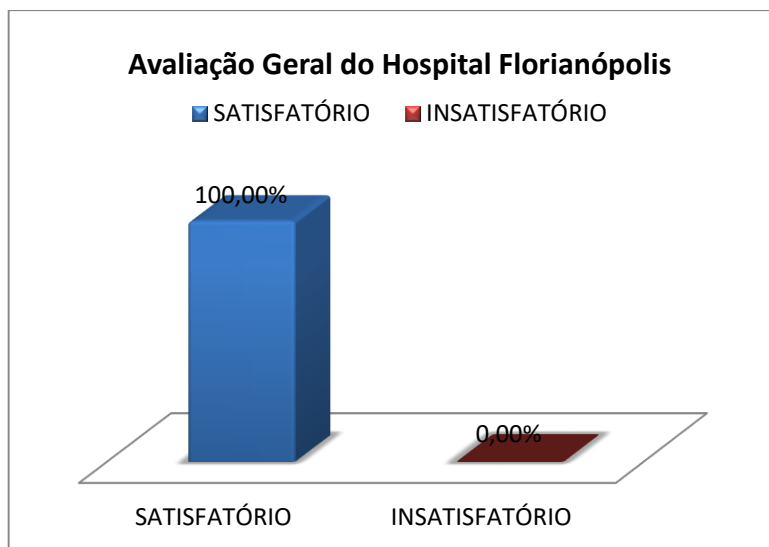 Avaliação Geral do Hospital Florianópolis
SATISFATÓRIO INSATISFATÓRIO
100,00%
0,00%
SATISFATÓRIO INSATISFATÓRIO